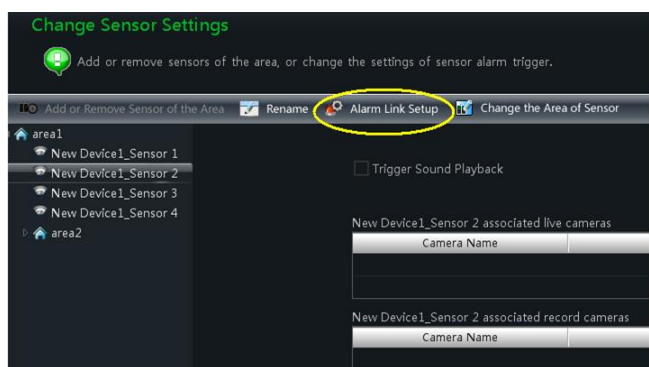 Change Sensor Settings
Add or remove sensors of the area, or change the settings of sensor alarm trigger.
Add or Remove Sensor of the Area Rename Alarm Link Setup Change the Area of Sensor
area1
New Device1_Sensor 1
New Device1_Sensor 2
Trigger Sound Playback
New Device1_Sensor 3
New Device1_Sensor 4
area2
New Device1_Sensor 2 associated live cameras
Camera Name
New Device1_Sensor 2 associated record cameras
Camera Name